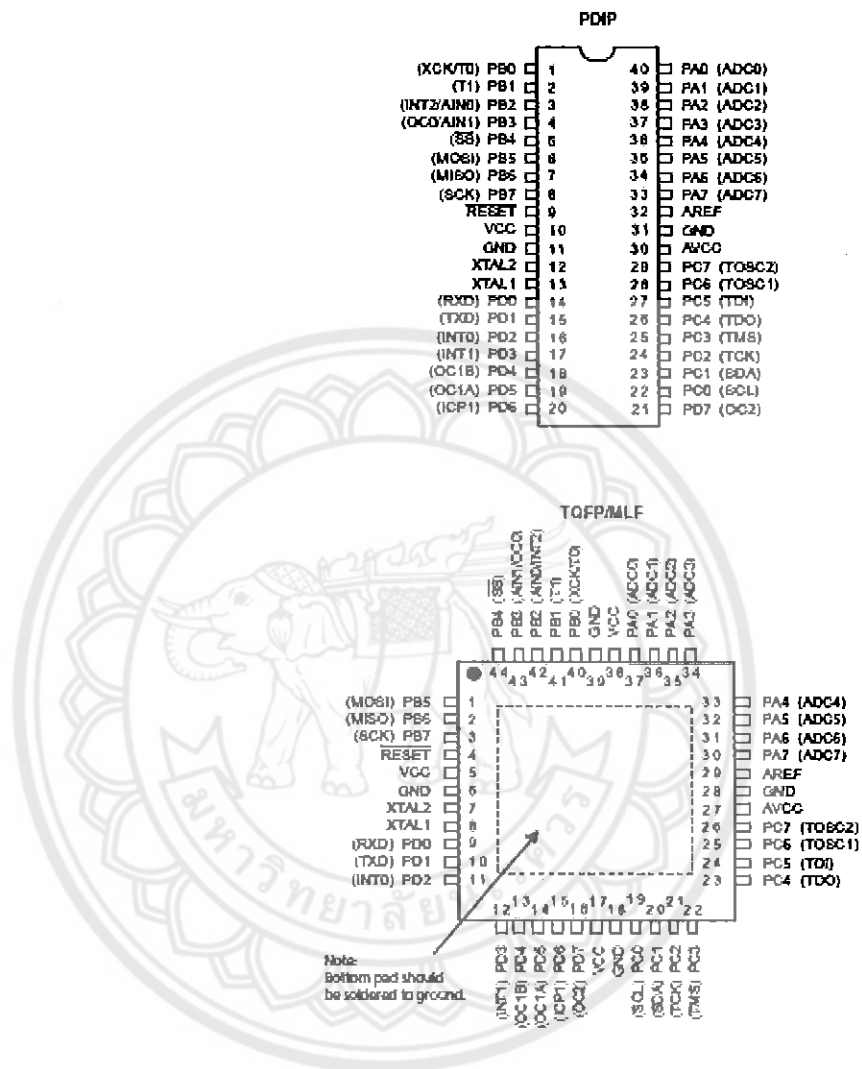 PDIP
(XCK/T0) PB0 1 40 PA0 (ADC0)
(T1) PB1 2 39 PA1 (ADC1)
(INT2/AIN0) PB2 3 38 PA2 (ADC2)
(OC0/AIN1) PB3 4 37 PA3 (ADC3)
(SS) PB4 5 36 PA4 (ADC4)
(MOSI) PB5 6 35 PA5 (ADC5)
(MISO) PB6 7 34 PA6 (ADC6)
(SCK) PB7 8 33 PA7 (ADC7)
RESET 9 32 AREF
VCC 10 31 GND
GND 11 30 AVCC
XTAL2 12 29 PC7 (TOSC2)
XTAL1 13 28 PC6 (TOSC1)
(RXD) PD0 14 27 PC5 (TDI)
(TXD) PD1 15 26 PC4 (TDO)
(INT0) PD2 16 25 PC3 (TMS)
(INT1) PD3 17 24 PC2 (TCK)
(OC1B) PD4 18 23 PC1 (SDA)
(OC1A) PD5 19 22 PC0 (SCL)
(ICP1) PD6 20 21 PD7 (OC2)
TQFP/MLF
PB4 (SS)
PB3 (AIN1/OC0)
PB2 (AIN0/INT2)
PB1 (T1)
PB0 (XCK/T0)
GND
VCC
PA0 (ADC0)
PA1 (ADC1)
PA2 (ADC2)
PA3 (ADC3)
44 43 42 41 40 39 38 37 36 35 34
(MOSI) PB5 1 33 PA4 (ADC4)
(MISO) PB6 2 32 PA5 (ADC5)
(SCK) PB7 3 31 PA6 (ADC6)
RESET 4 30 PA7 (ADC7)
VCC 5 29 AREF
GND 6 28 GND
XTAL2 7 27 AVCC
XTAL1 8 26 PC7 (TOSC2)
(RXD) PD0 9 25 PC6 (TOSC1)
(TXD) PD1 10 24 PC5 (TDI)
(INT0) PD2 11 23 PC4 (TDO)
12 13 14 15 16 17 18 19 20 21 22
(INT1) PD3
(OC1B) PD4
(OC1A) PD5
(ICP1) PD6
(OC2) PD7
VCC
GND
(SCL) PC0
(SDA) PC1
(TCK) PC2
(TMS) PC3
Note:
Bottom pad should
be soldered to ground.